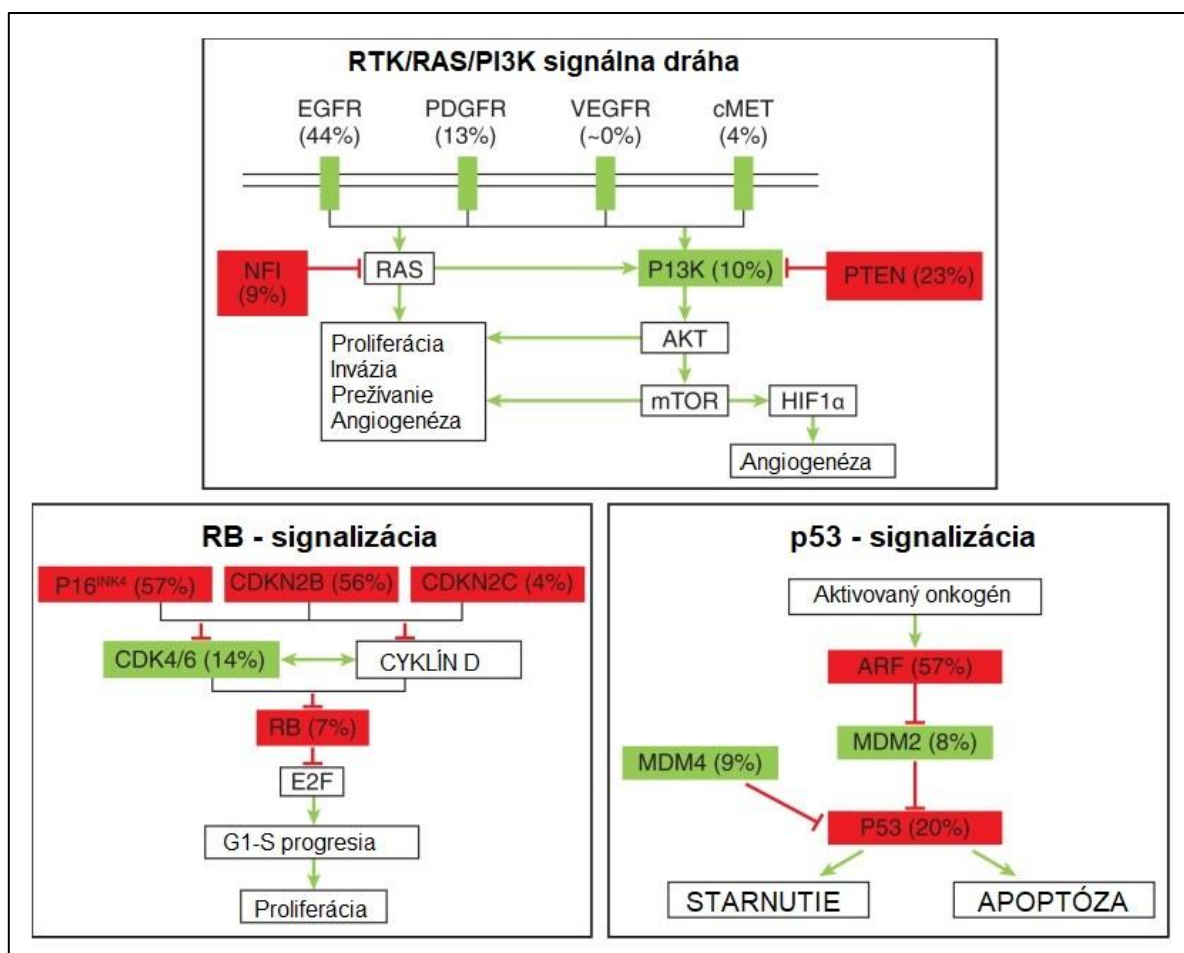 RTK/RAS/PI3K signálna dráha
EGFR
(44%)
PDGFR
(13%)
VEGFR
(~0%)
cMET
(4%)
NFI
(9%)
RAS
P13K (10%)
PTEN (23%)
Proliferácia
Invázia
Prežívanie
Angiogenéza
AKT
mTOR
HIF1α
Angiogenéza
RB - signalizácia
P16INK4 (57%)
CDKN2B (56%)
CDKN2C (4%)
CDK4/6 (14%)
CYKLÍN D
RB (7%)
E2F
G1-S progresia
Proliferácia
p53 - signalizácia
Aktivovaný onkogén
ARF (57%)
MDM2 (8%)
MDM4 (9%)
P53 (20%)
STARNUTIE
APOPTÓZA